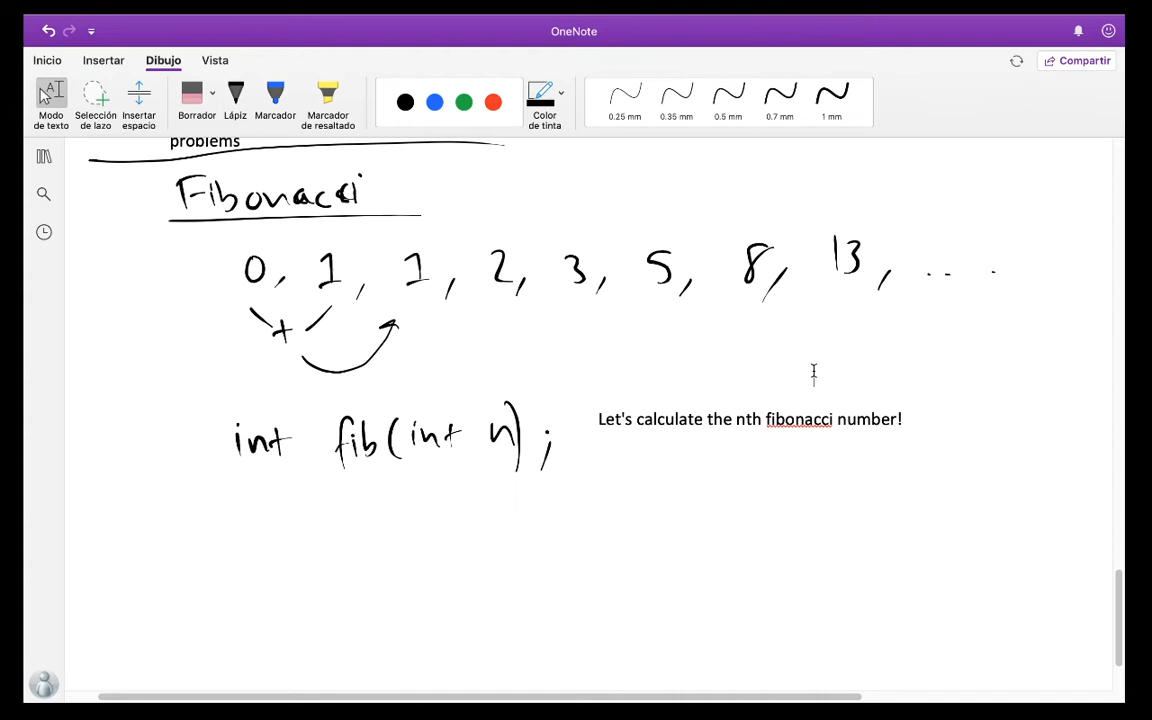 OneNote
Inicio Insertar Dibujo Vista
Compartir
Modo de texto
Selección de lazo
Insertar espacio
Borrador
Lápiz
Marcador
Marcador de resaltado
Color de tinta
0.25 mm
0.35 mm
0.5 mm
0.7 mm
1 mm
problems
Fibonacci
0, 1, 1, 2, 3, 5, 8, 13, ...
+
int fib(int n);
Let's calculate the nth fibonacci number!